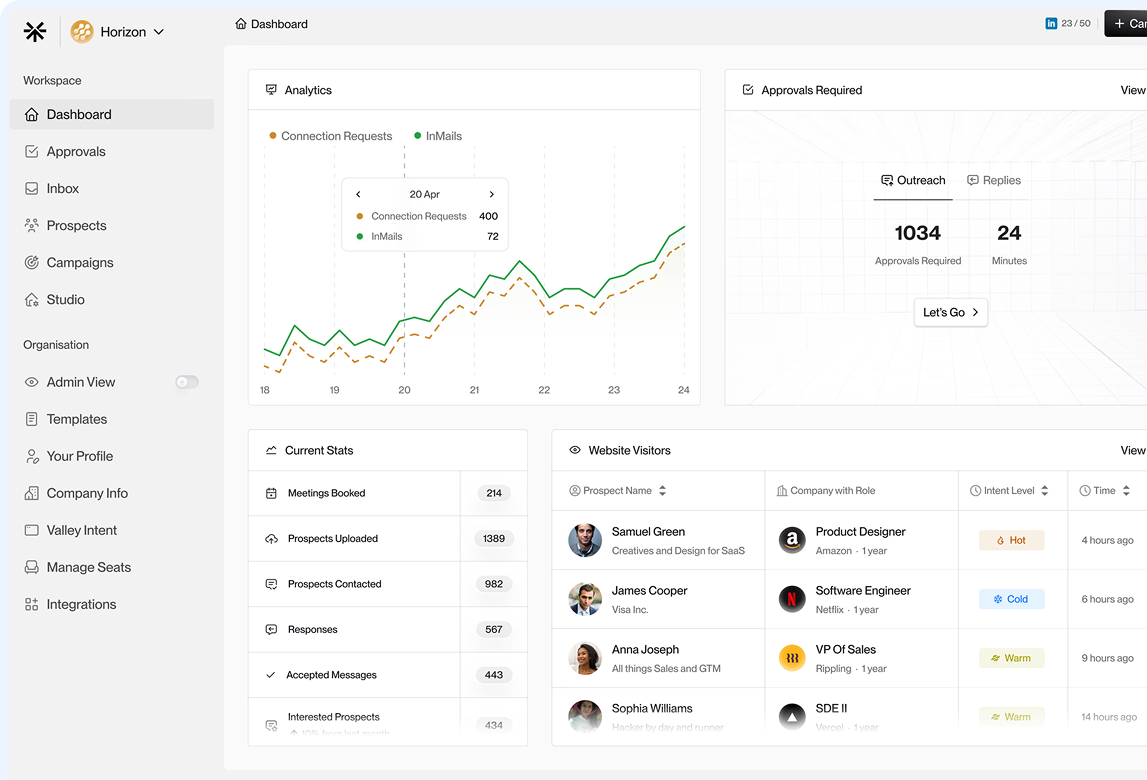 Horizon
Dashboard
23 / 50
Workspace
Dashboard
Approvals
Inbox
Prospects
Campaigns
Studio
Organisation
Admin View
Templates
Your Profile
Company Info
Valley Intent
Manage Seats
Integrations
Analytics
Connection Requests InMails
20 Apr
Connection Requests 400
InMails 72
18 19 20 21 22 23 24
Approvals Required View
Outreach Replies
1034 24
Approvals Required Minutes
Let's Go
Current Stats
Meetings Booked 214
Prospects Uploaded 1389
Prospects Contacted 982
Responses 567
Accepted Messages 443
Interested Prospects 434
10% from last month
Website Visitors View
Prospect Name Company with Role Intent Level Time
Samuel Green Product Designer
Creatives and Design for SaaS Amazon · 1 year Hot 4 hours ago
James Cooper Software Engineer
Visa Inc. Netflix · 1 year Cold 6 hours ago
Anna Joseph VP Of Sales
All things Sales and GTM Rippling · 1 year Warm 9 hours ago
Sophia Williams SDE II
Hacker by day and runner Vercel · 1 year Warm 14 hours ago